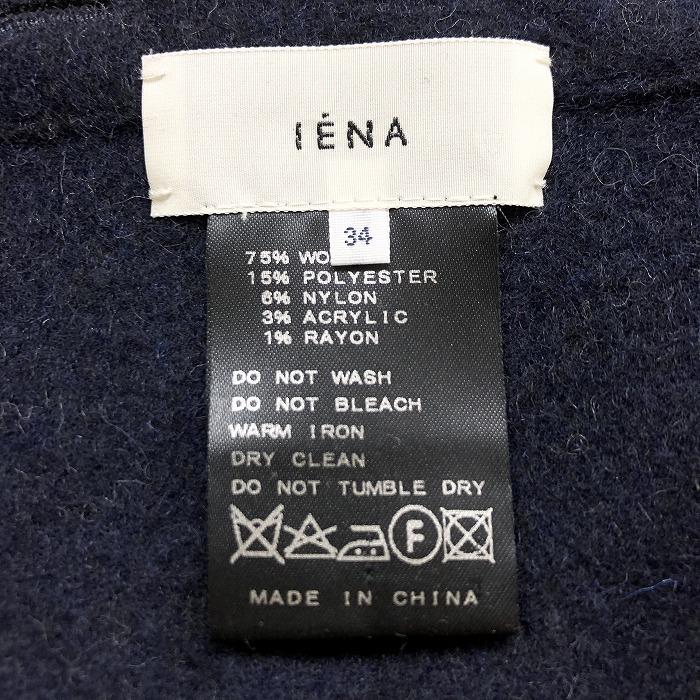 IÉNA
34
75%
15% POLYESTER
6% NYLON
3% ACRYLIC
1% RAYON
DO NOT WASH
DO NOT BLEACH
WARM IRON
DRY CLEAN
DO NOT TUMBLE DRY
F
MADE IN CHINA